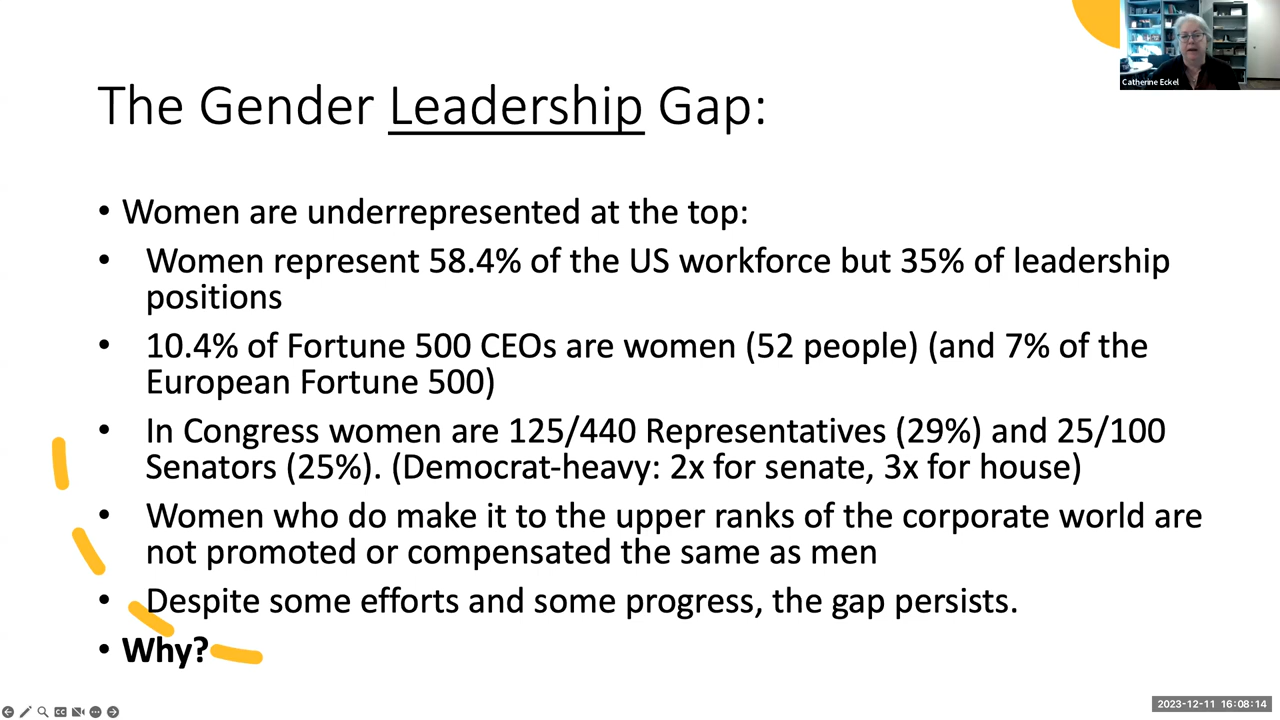 Catherine Eckel
The Gender Leadership Gap:
• Women are underrepresented at the top:
• Women represent 58.4% of the US workforce but 35% of leadership
positions
• 10.4% of Fortune 500 CEOs are women (52 people) (and 7% of the
European Fortune 500)
• In Congress women are 125/440 Representatives (29%) and 25/100
Senators (25%). (Democrat-heavy: 2x for senate, 3x for house)
• Women who do make it to the upper ranks of the corporate world are
not promoted or compensated the same as men
• Despite some efforts and some progress, the gap persists.
• Why?
2023-12-11 16:08:14